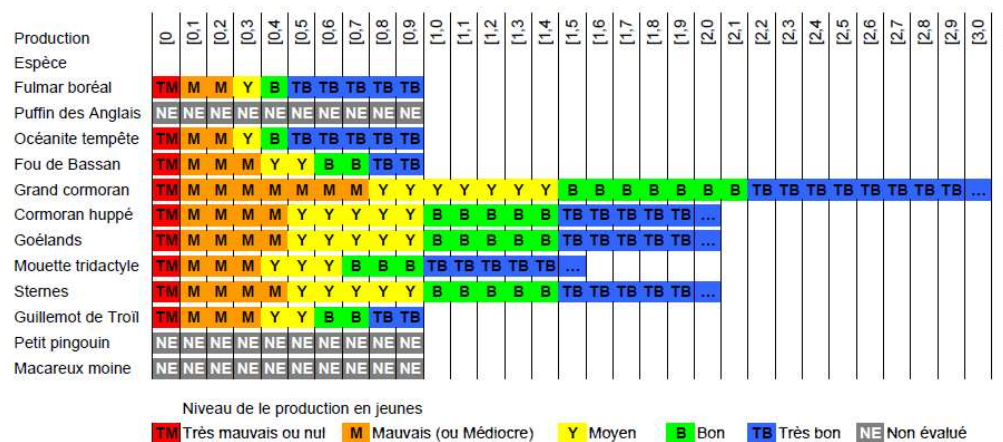 Production [0 [0,1 [0,2 [0,3 [0,4 [0,5 [0,6 [0,7 [0,8 [0,9 [1,0 [1,1 [1,2 [1,3 [1,4 [1,5 [1,6 [1,7 [1,8 [1,9 [2,0 [2,1 [2,2 [2,3 [2,4 [2,5 [2,6 [2,7 [2,8 [2,9 [3,0
Espèce
Fulmar boréal TM M M Y B TB TB TB TB TB
Puffin des Anglais NE NE NE NE NE NE NE NE NE NE
Océanite tempête TM M M Y B TB TB TB TB TB
Fou de Bassan TM M M M Y Y B B TB TB
Grand cormoran TM M M M M M M M Y Y Y Y Y Y Y B B B B B B B TB TB TB TB TB TB TB TB ...
Cormoran huppé TM M M M M Y Y Y Y Y B B B B B TB TB TB TB TB ...
Goélands TM M M M M Y Y Y Y Y B B B B B TB TB TB TB TB ...
Mouette tridactyle TM M M M Y Y Y B B B TB TB TB TB TB ...
Sternes TM M M M M Y Y Y Y Y B B B B B TB TB TB TB TB ...
Guillemot de Troïl TM M M M Y Y B B TB TB
Petit pingouin NE NE NE NE NE NE NE NE NE NE
Macareux moine NE NE NE NE NE NE NE NE NE NE
Niveau de le production en jeunes
TM Très mauvais ou nul M Mauvais (ou Médiocre) Y Moyen B Bon TB Très bon NE Non évalué